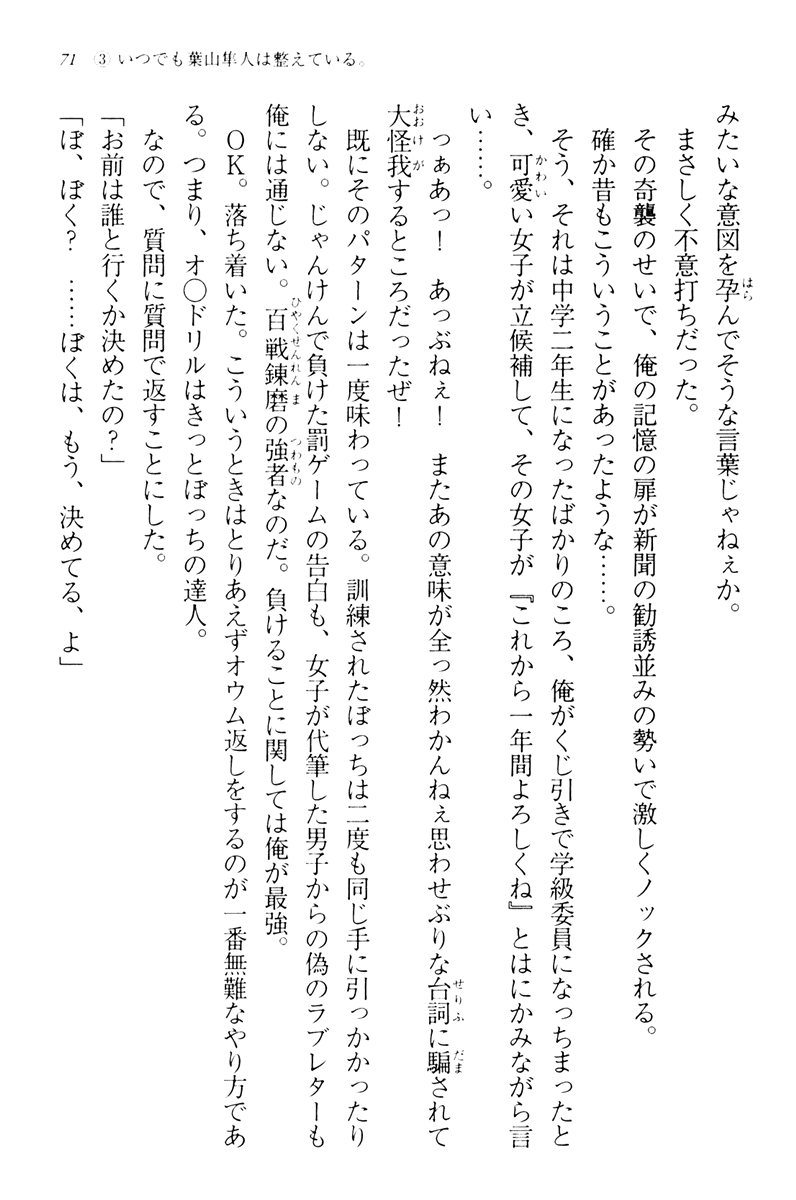 71 ③いつでも葉山隼人は整えている。
みたいな意図を孕んでそうな言葉じゃねぇか。
まさしく不意打ちだった。
その奇襲のせいで、俺の記憶の扉が新聞の勧誘並みの勢いで激しくノックされる。
確か昔もこういうことがあったような……。
そう、それは中学二年生になったばかりのころ、俺がくじ引きで学級委員になっちまったと
き、可愛い女子が立候補して、その女子が『これから一年間よろしくね』とはにかみながら言
い……。
っぁあっ！　あっぶねぇ！　またあの意味が全っ然わかんねぇ思わせぶりな台詞に騙されて
大怪我するところだったぜ！
既にそのパターンは一度味わっている。訓練されたぼっちは二度も同じ手に引っかかったり
しない。じゃんけんで負けた罰ゲームの告白も、女子が代筆した男子からの偽のラブレターも
俺には通じない。百戦錬磨の強者なのだ。負けることに関しては俺が最強。
ＯＫ。落ち着いた。こういうときはとりあえずオウム返しをするのが一番無難なやり方であ
る。つまり、オ〇ドリルはきっとぼっちの達人。
なので、質問に質問で返すことにした。
「お前は誰と行くか決めたの？」
「ぼ、ぼく？　……ぼくは、もう、決めてる、よ」